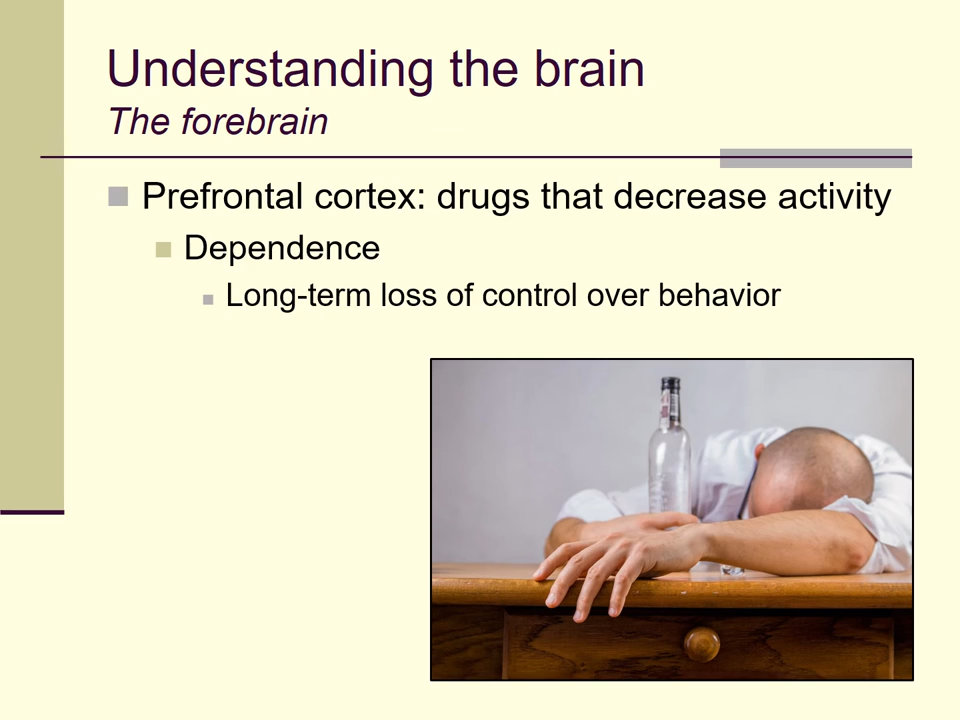 Understanding the brain
The forebrain
Prefrontal cortex: drugs that decrease activity
Dependence
Long-term loss of control over behavior